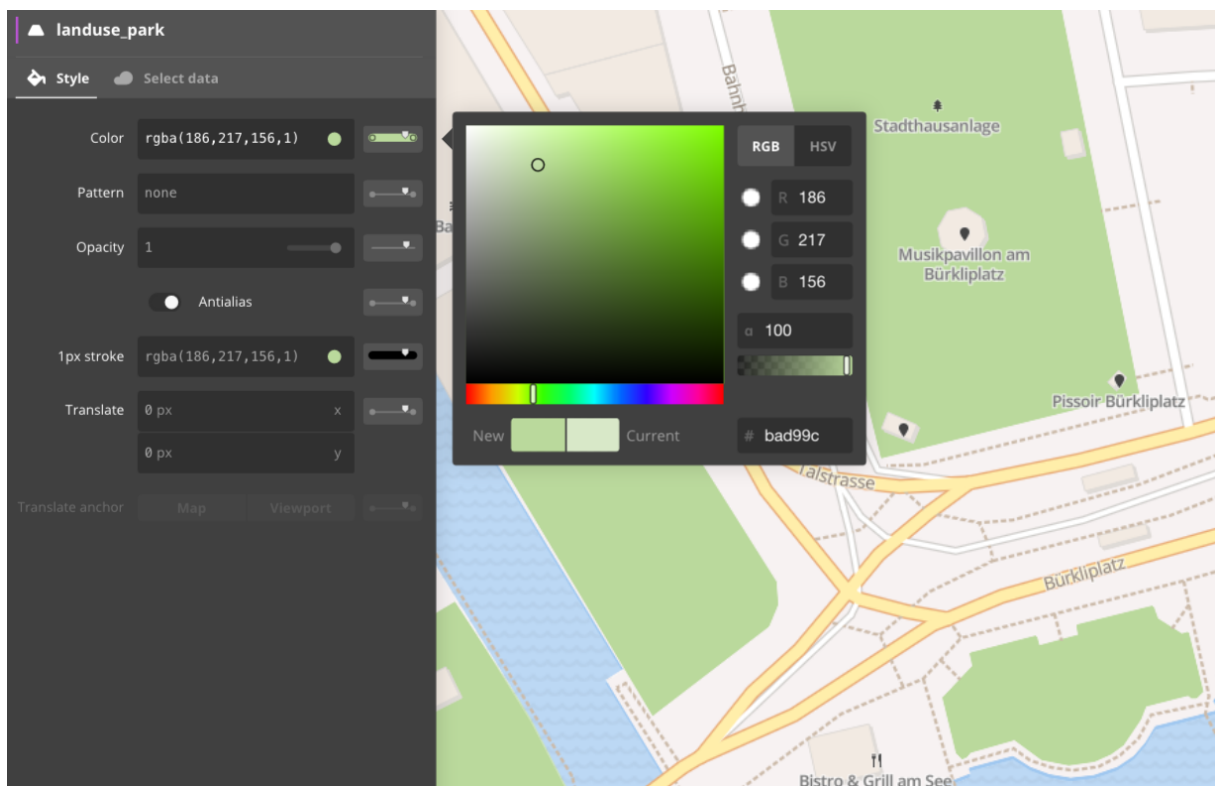 landuse_park
Style
Select data
Color
rgba(186,217,156,1)
Pattern
none
Opacity
1
Antialias
1px stroke
rgba(186,217,156,1)
Translate
0 px
x
0 px
y
Translate anchor
Map
Viewport
RGB
HSV
R 186
G 217
B 156
α 100
New
Current
# bad99c
Bahnh
Stadthausanlage
Musikpavillon am
Bürkliplatz
Pissoir Bürkliplatz
Talstrasse
Bürkliplatz
Bistro & Grill am See